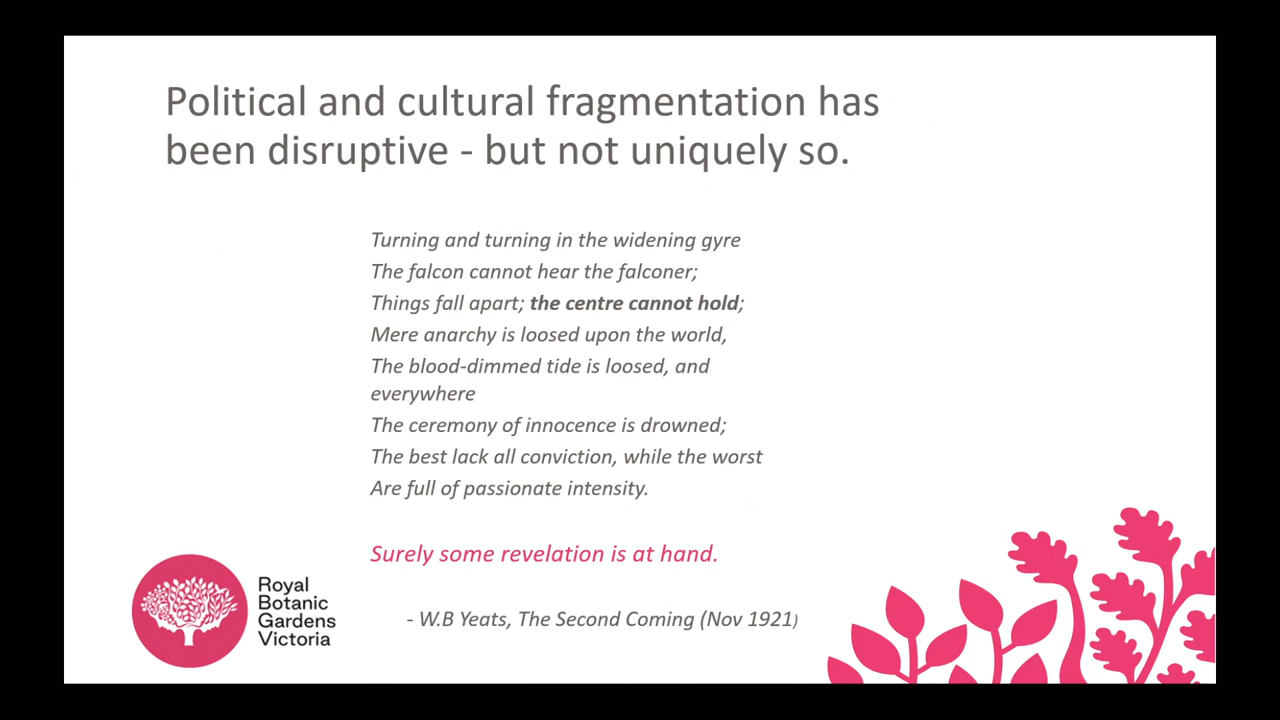 Political and cultural fragmentation has
been disruptive - but not uniquely so.
Turning and turning in the widening gyre
The falcon cannot hear the falconer;
Things fall apart; the centre cannot hold;
Mere anarchy is loosed upon the world,
The blood-dimmed tide is loosed, and
everywhere
The ceremony of innocence is drowned;
The best lack all conviction, while the worst
Are full of passionate intensity.
Surely some revelation is at hand.
- W.B Yeats, The Second Coming (Nov 1921)
Royal
Botanic
Gardens
Victoria